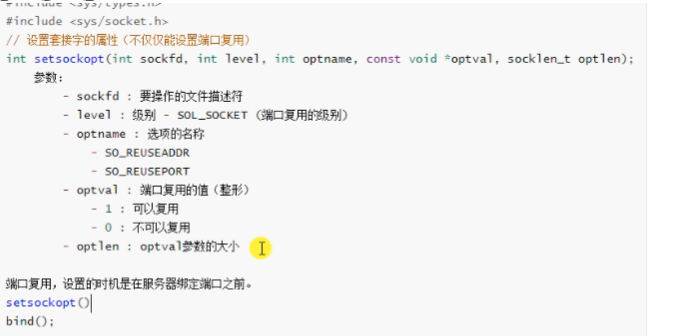 #include <sys/types.h>
#include <sys/socket.h>
// 设置套接字的属性（不仅仅能设置端口复用）
int setsockopt(int sockfd, int level, int optname, const void *optval, socklen_t optlen);
参数：
- sockfd : 要操作的文件描述符
- level : 级别 - SOL_SOCKET (端口复用的级别)
- optname : 选项的名称
- SO_REUSEADDR
- SO_REUSEPORT
- optval : 端口复用的值（整形）
- 1 : 可以复用
- 0 : 不可以复用
- optlen : optval参数的大小
端口复用，设置的时机是在服务器绑定端口之前。
setsockopt()
bind();